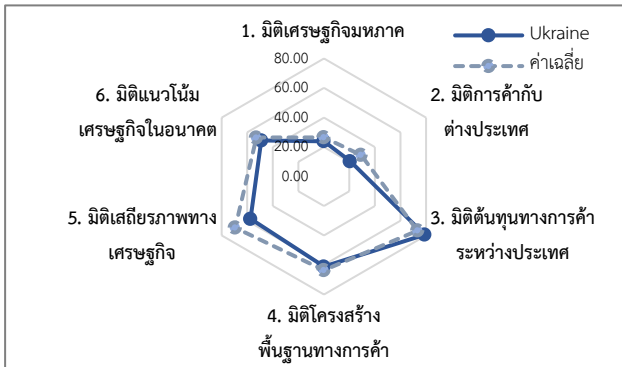 1. มิติเศรษฐกิจมหภาค
Ukraine
ค่าเฉลี่ย
80.00
60.00
40.00
20.00
0.00
2. มิติการค้ากับ
ต่างประเทศ
3. มิติต้นทุนทางการค้า
ระหว่างประเทศ
4. มิติโครงสร้าง
พื้นฐานทางการค้า
5. มิติเสถียรภาพทาง
เศรษฐกิจ
6. มิติแนวโน้ม
เศรษฐกิจในอนาคต